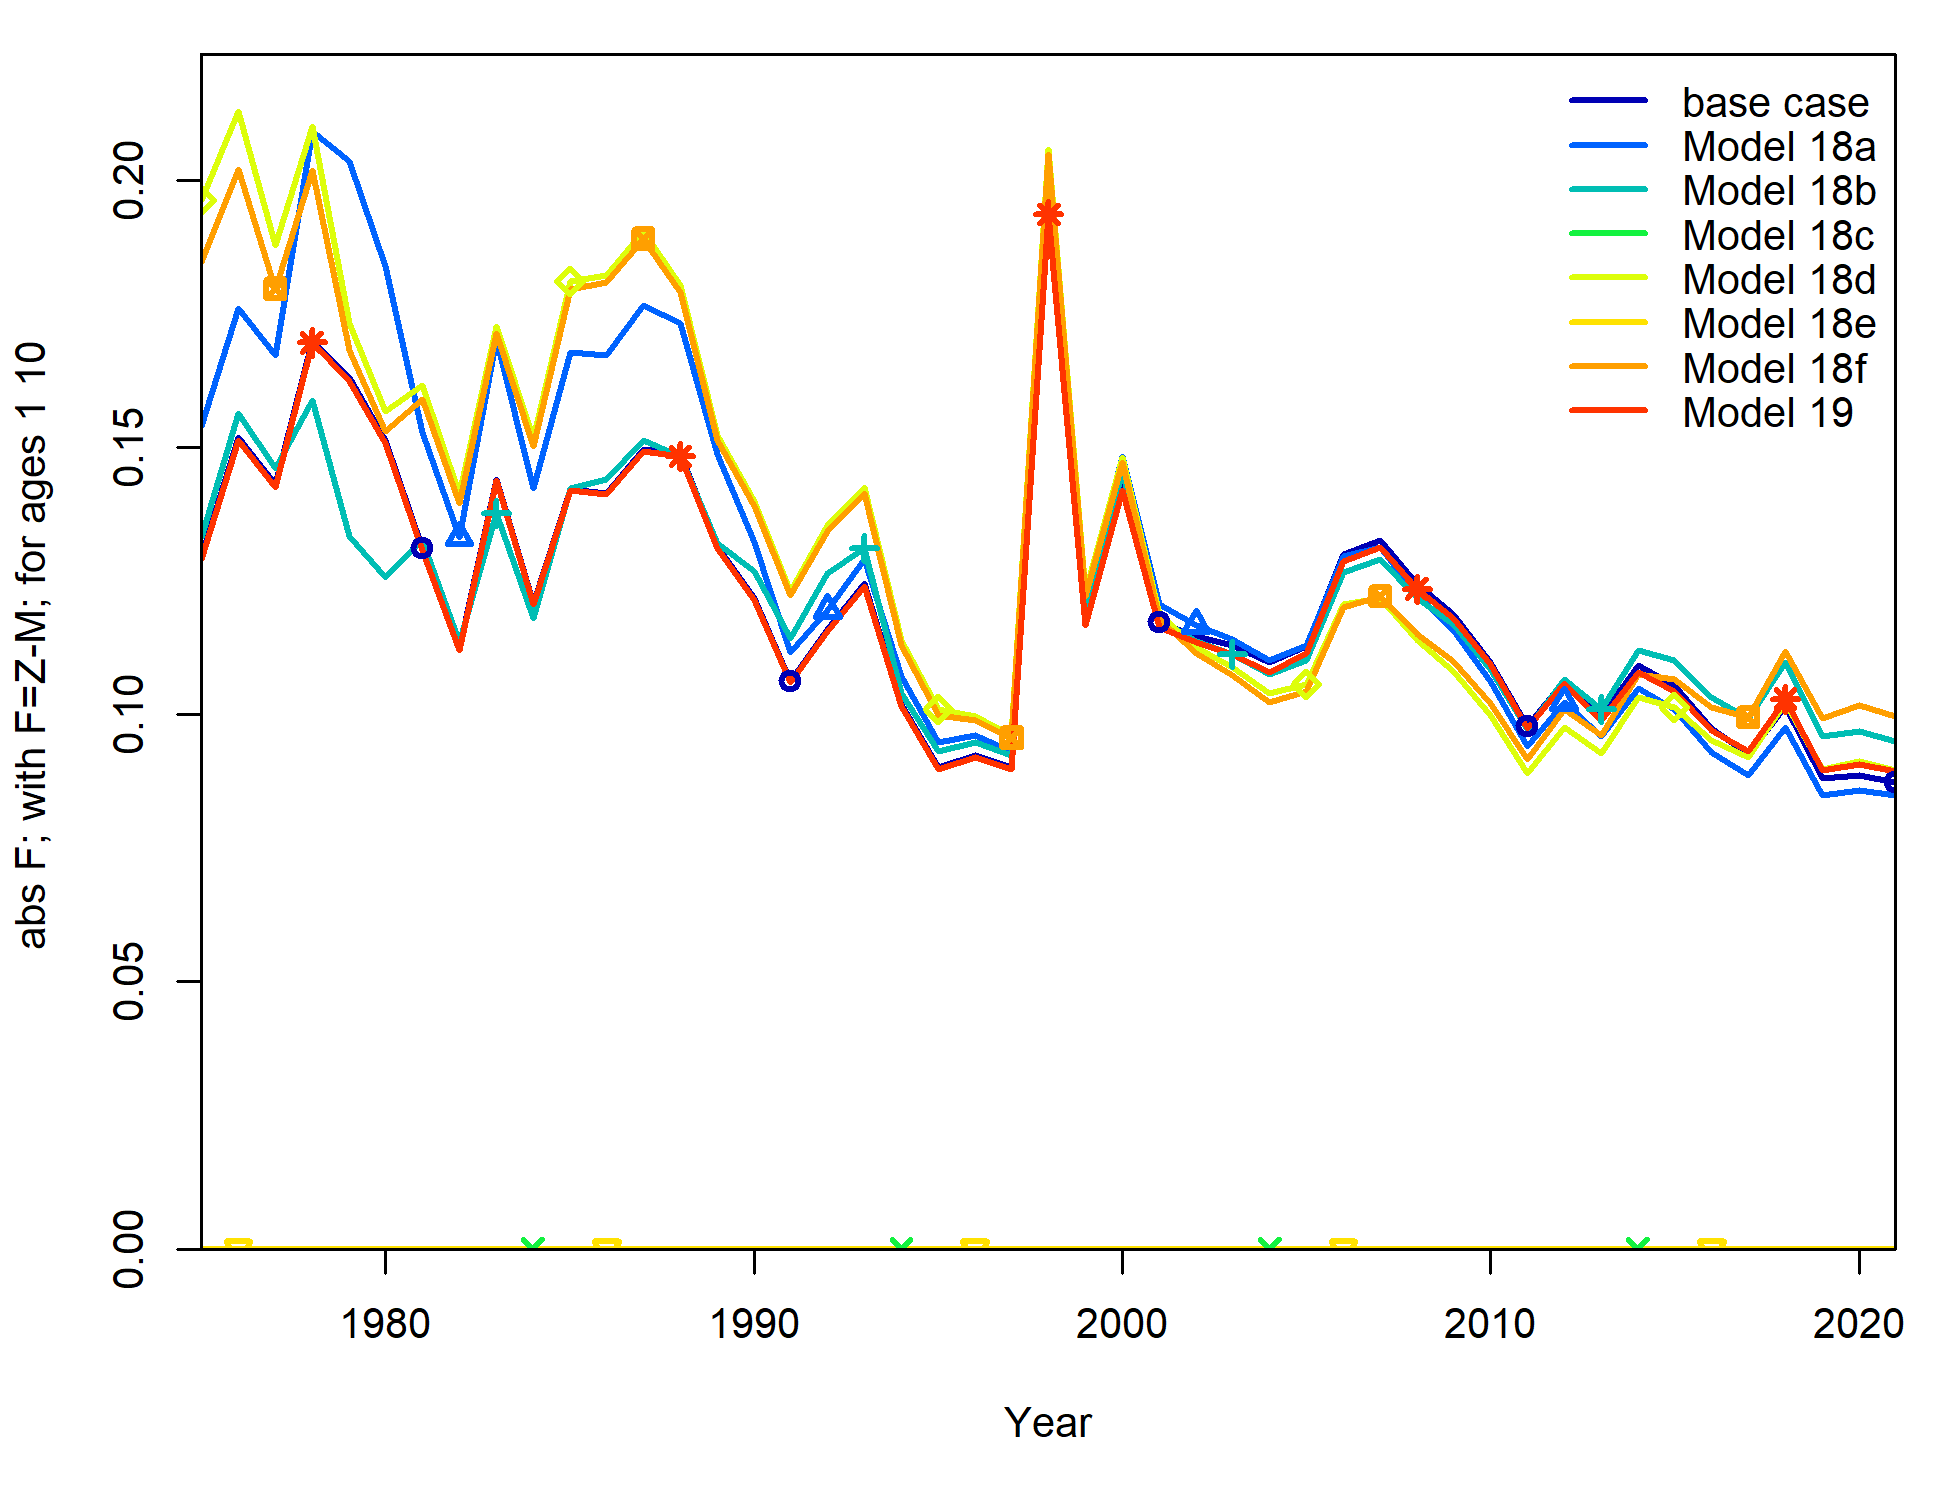 abs F; with F=Z-M; for ages 1 10
0.20
0.15
0.10
0.05
0.00
base case
Model 18a
Model 18b
Model 18c
Model 18d
Model 18e
Model 18f
Model 19
1980
1990
2000
2010
2020
Year